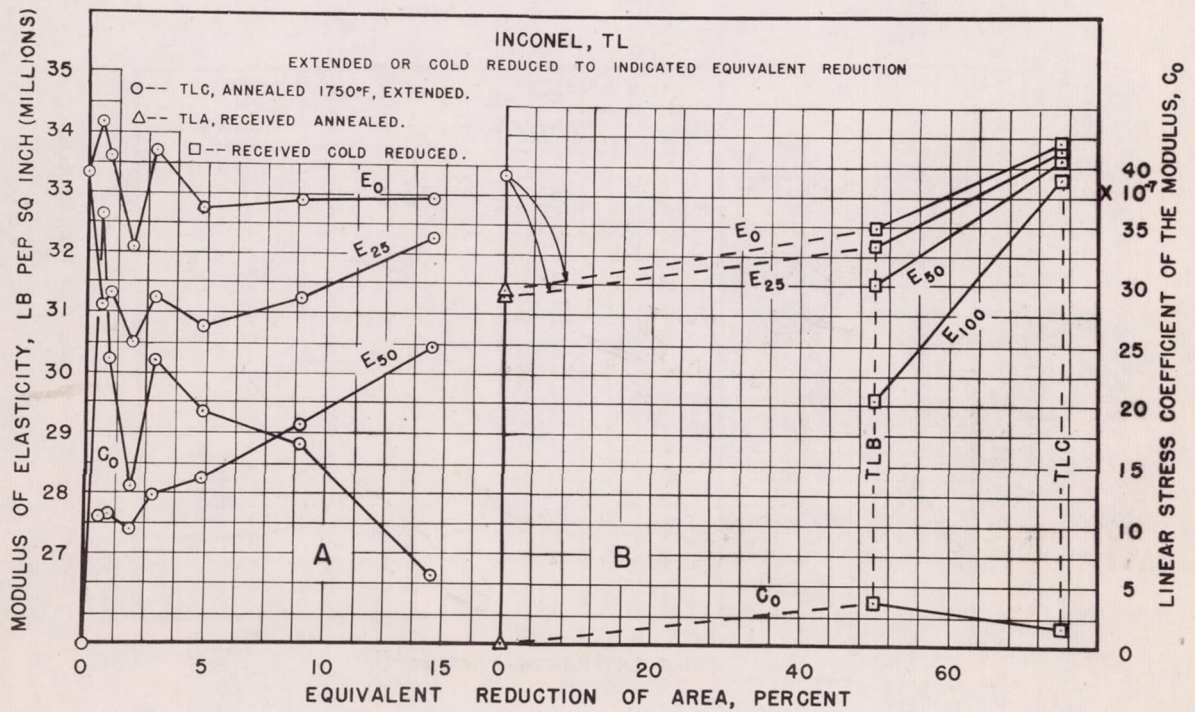 INCONEL, TL
EXTENDED OR COLD REDUCED TO INDICATED EQUIVALENT REDUCTION
O-- TLC, ANNEALED 1750°F, EXTENDED.
△-- TLA, RECEIVED ANNEALED.
□-- RECEIVED COLD REDUCED.
MODULUS OF ELASTICITY, LB PEP SQ INCH (MILLIONS)
35
34
33
32
31
30
29
28
27
E₀
E₂₅
E₅₀
C₀
A
E₀
E₂₅
E₅₀
E₁₀₀
TLB
TLC
B
C₀
40
X 10⁻⁷
35
30
25
20
15
10
5
0
LINEAR STRESS COEFFICIENT OF THE MODULUS, C₀
0 5 10 15 0 20 40 60
EQUIVALENT REDUCTION OF AREA, PERCENT